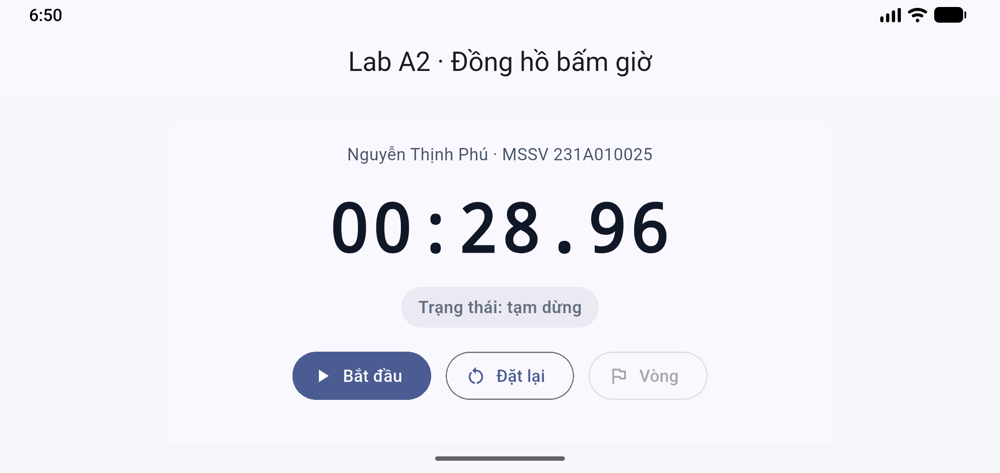 6:50
Lab A2 · Đồng hồ bấm giờ
Nguyễn Thịnh Phú · MSSV 231A010025
00:28.96
Trạng thái: tạm dừng
Bắt đầu
Đặt lại
Vòng